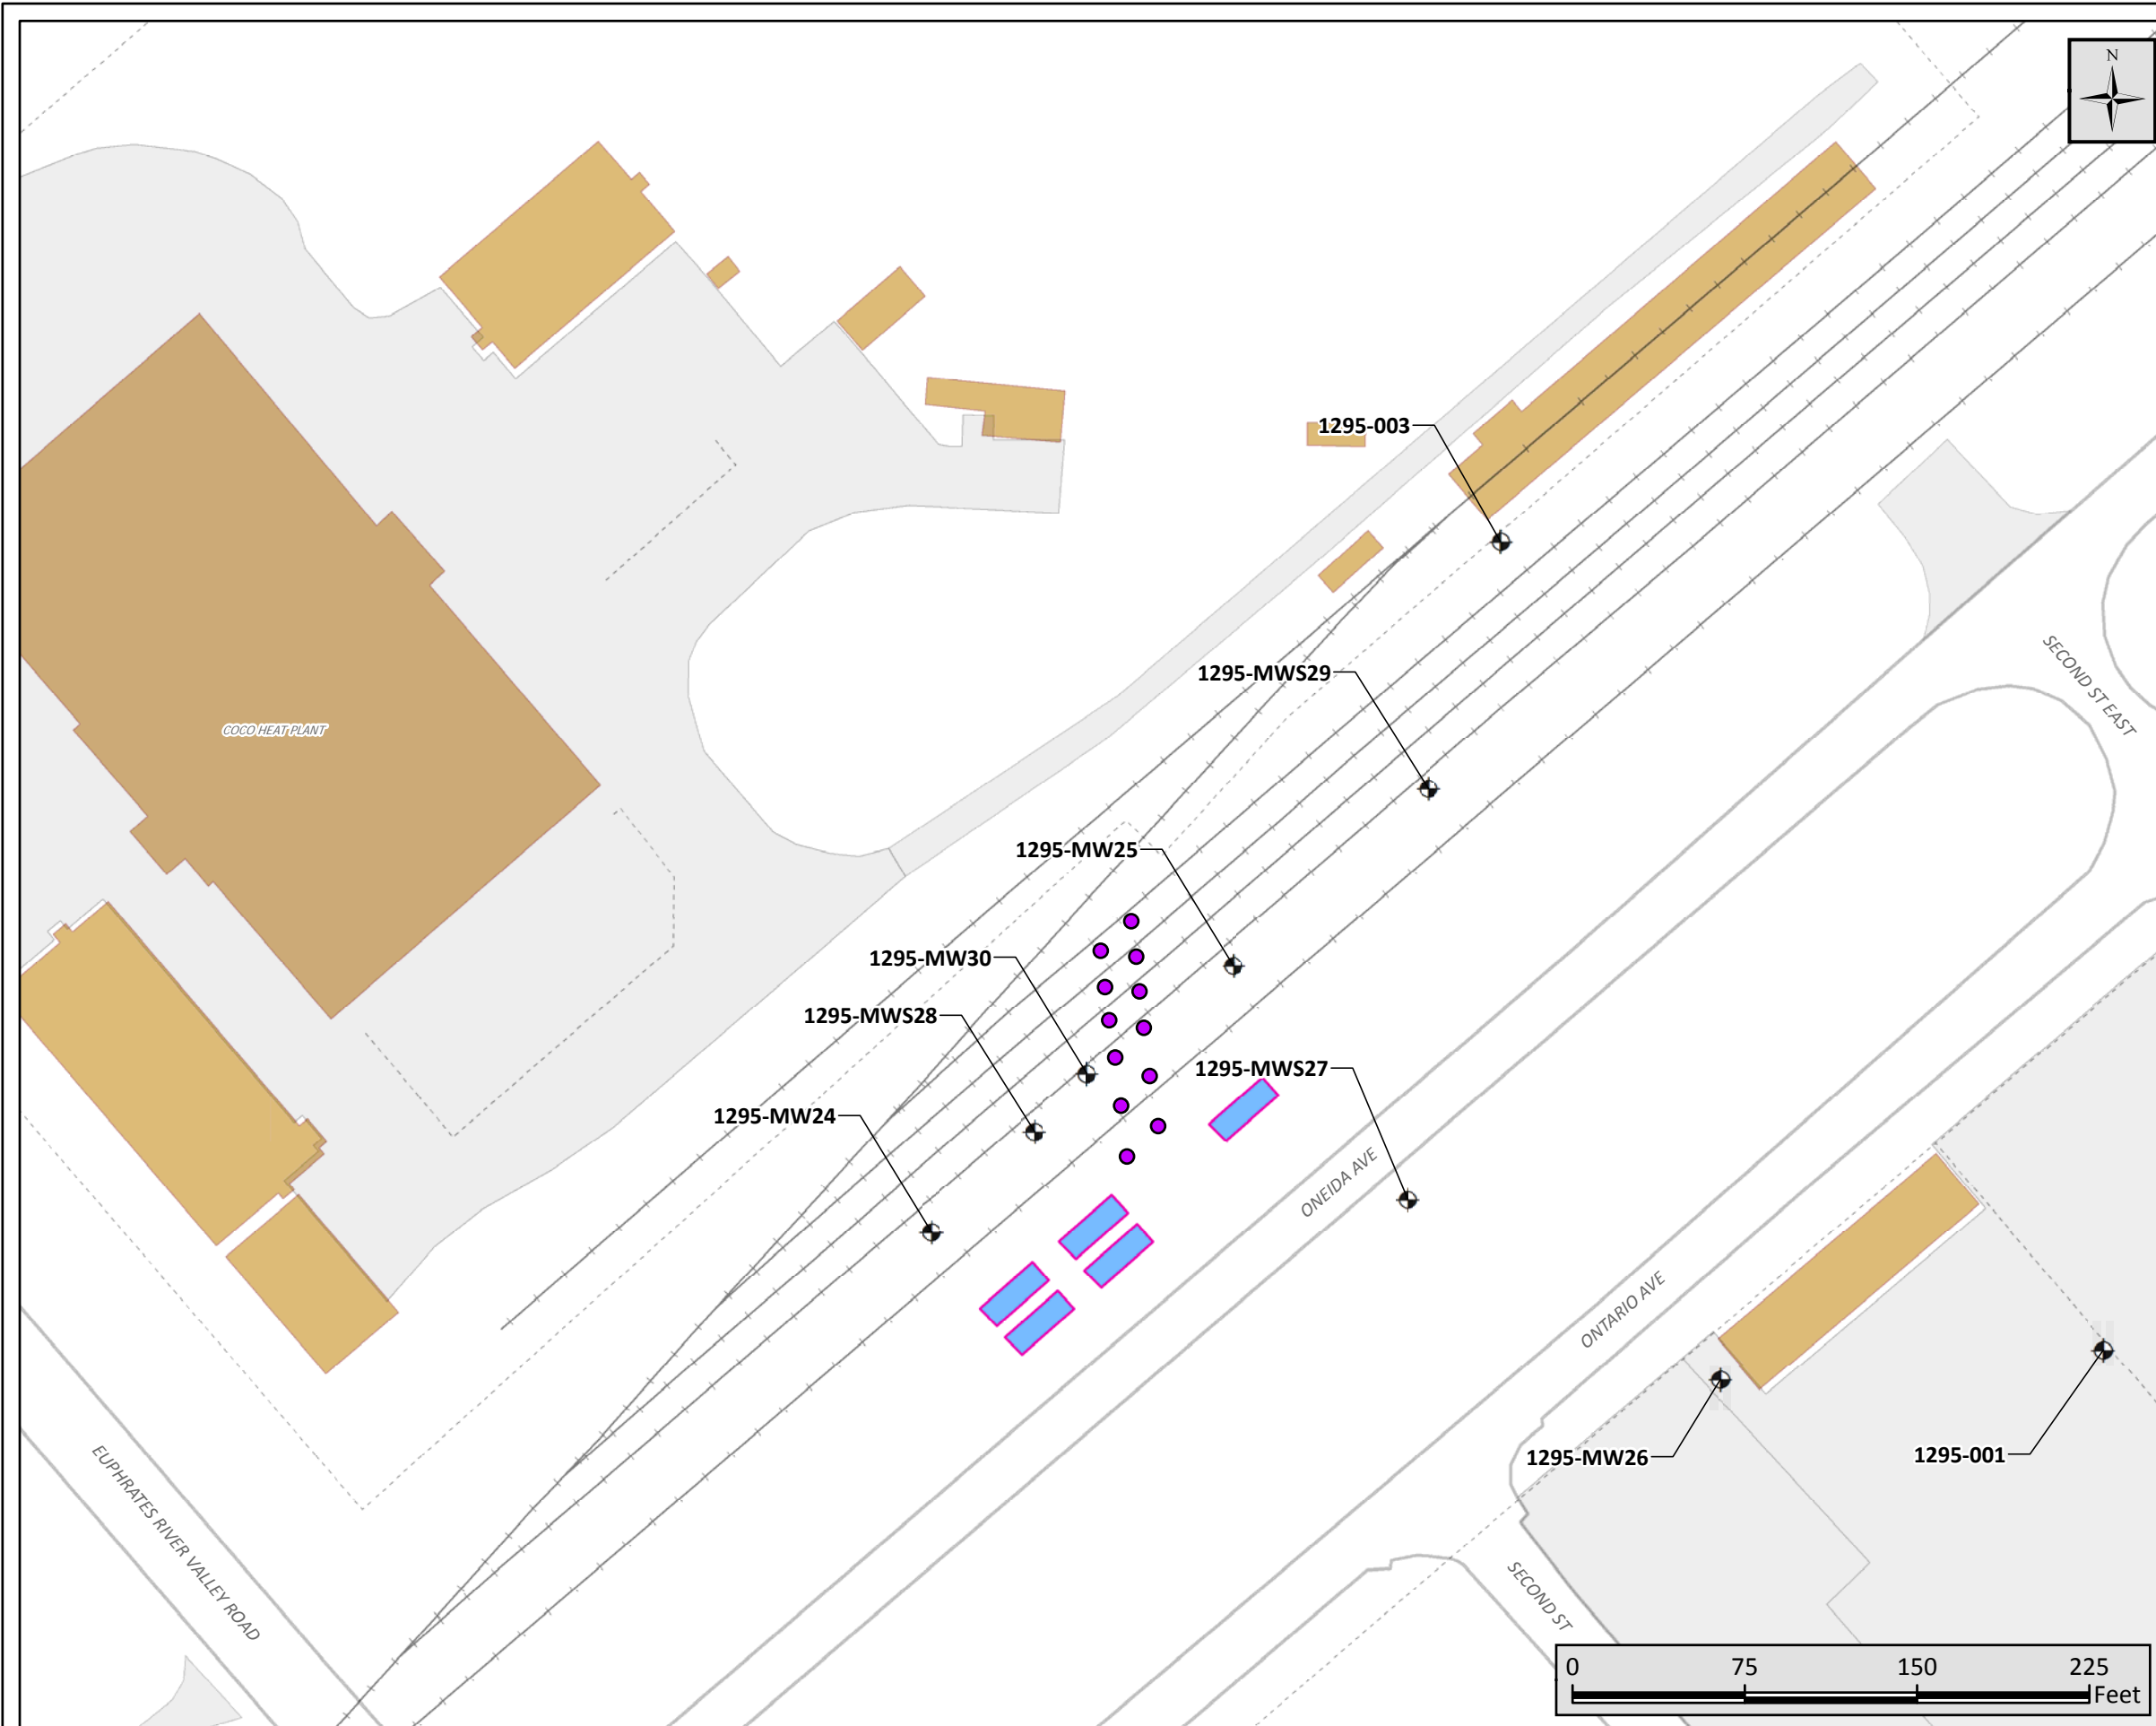 N
1295-003
1295-MWS29
SECOND ST EAST
COCO HEAT PLANT
1295-MW25
1295-MW30
1295-MWS28
1295-MWS27
1295-MW24
ONEIDA AVE
ONTARIO AVE
1295-MW26
1295-001
EUPHRATES RIVER VALLEY ROAD
SECOND ST
0 75 150 225
Feet